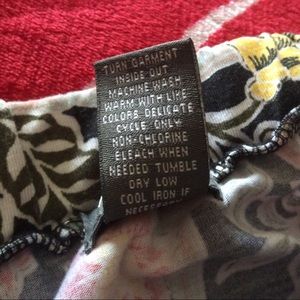 TURN GARMENT
INSIDE OUT
MACHINE WASH
WARM WITH LIKE
COLORS DELICATE
CYCLE ONLY
NON-CHLORINE
BLEACH WHEN
NEEDED TUMBLE
DRY LOW
COOL IRON IF
NECESSARY